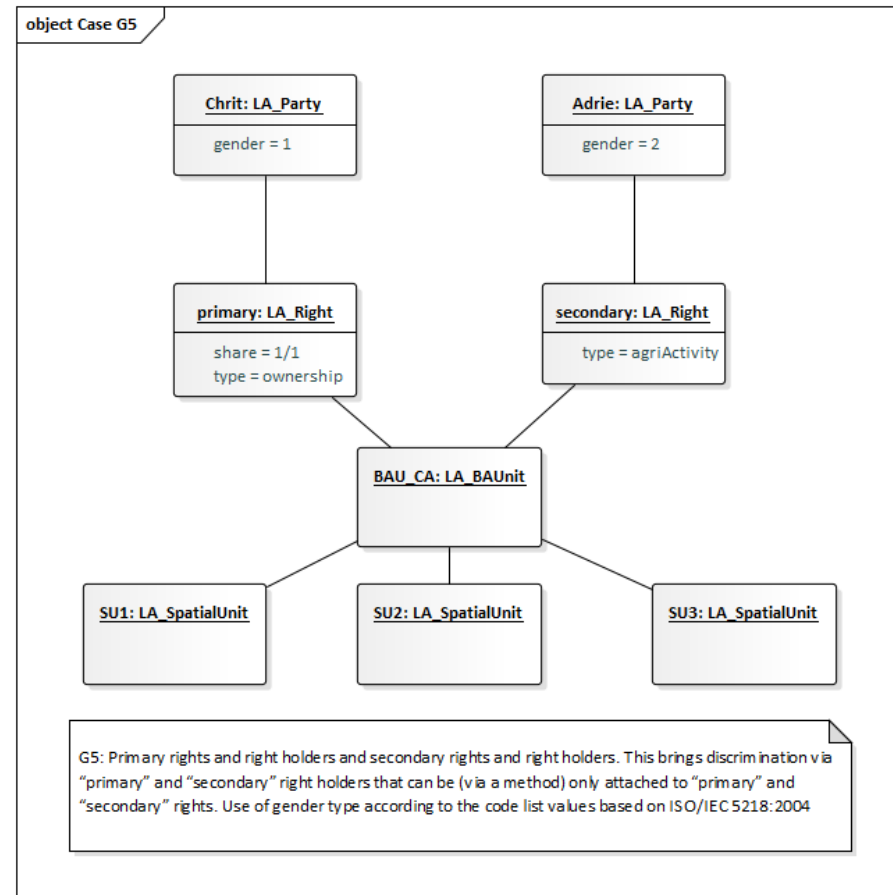 object Case G5
Chrit: LA_Party
gender = 1
Adrie: LA_Party
gender = 2
primary: LA_Right
share = 1/1
type = ownership
secondary: LA_Right
type = agriActivity
BAU_CA: LA_BAUnit
SU1: LA_SpatialUnit
SU2: LA_SpatialUnit
SU3: LA_SpatialUnit
G5: Primary rights and right holders and secondary rights and right holders. This brings discrimination via
“primary” and “secondary” right holders that can be (via a method) only attached to “primary” and
“secondary” rights. Use of gender type according to the code list values based on ISO/IEC 5218:2004